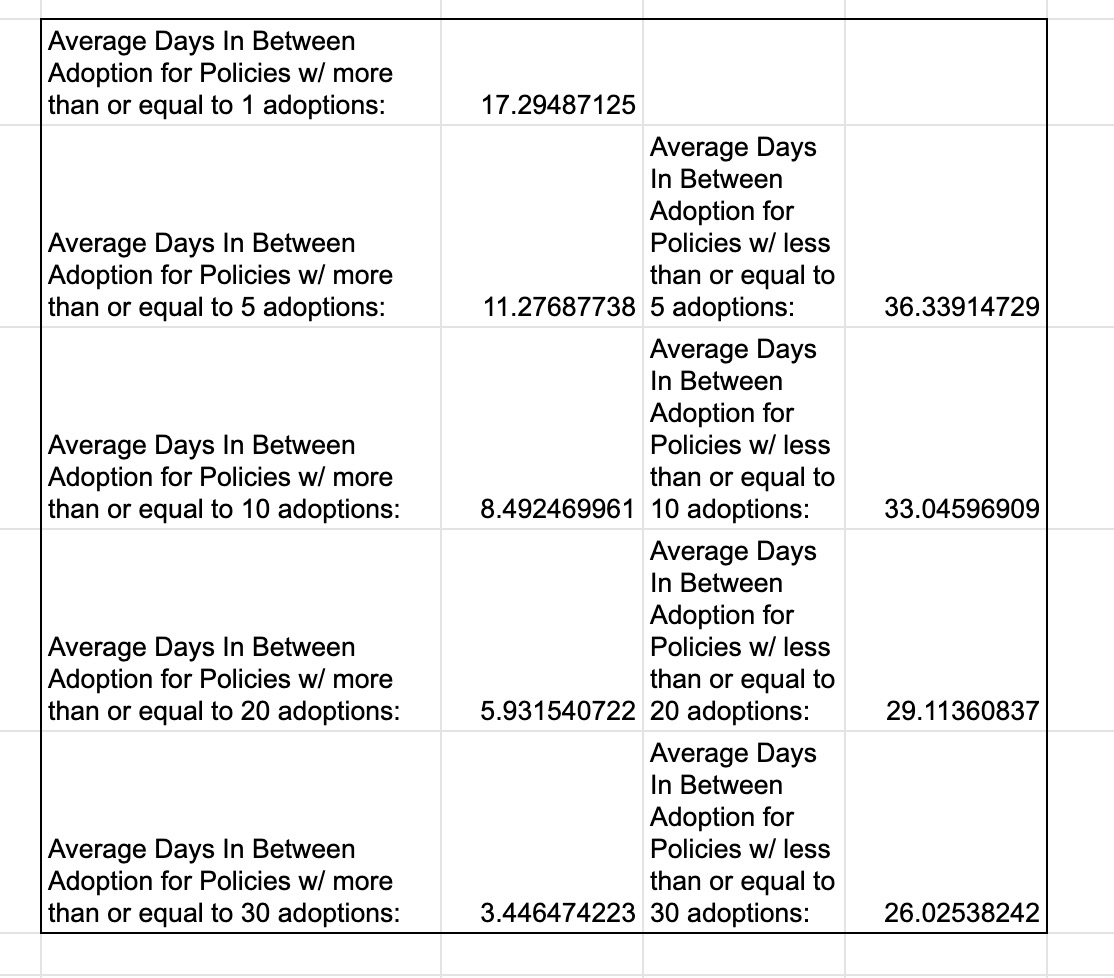 Average Days In Between
Adoption for Policies w/ more
than or equal to 1 adoptions:
17.29487125
Average Days In Between
Adoption for Policies w/ more
than or equal to 5 adoptions:
11.27687738
Average Days
In Between
Adoption for
Policies w/ less
than or equal to
5 adoptions:
36.33914729
Average Days In Between
Adoption for Policies w/ more
than or equal to 10 adoptions:
8.492469961
Average Days
In Between
Adoption for
Policies w/ less
than or equal to
10 adoptions:
33.04596909
Average Days In Between
Adoption for Policies w/ more
than or equal to 20 adoptions:
5.931540722
Average Days
In Between
Adoption for
Policies w/ less
than or equal to
20 adoptions:
29.11360837
Average Days In Between
Adoption for Policies w/ more
than or equal to 30 adoptions:
3.446474223
Average Days
In Between
Adoption for
Policies w/ less
than or equal to
30 adoptions:
26.02538242